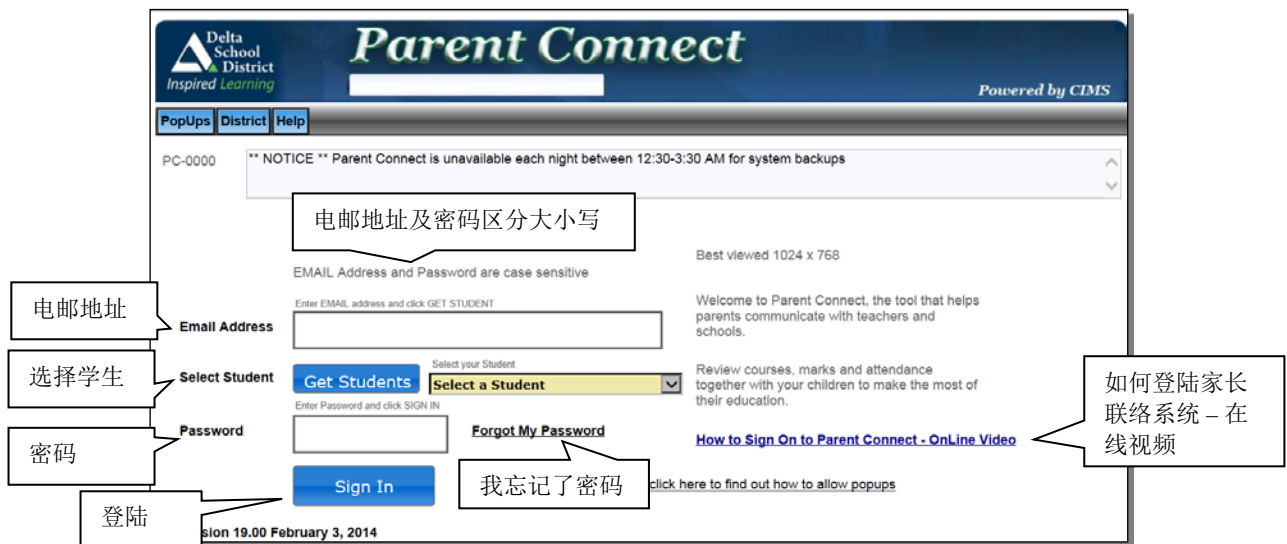 Delta
School
District
Inspired Learning
Parent Connect
Powered by CIMS
PopUps District Help
PC-0000
** NOTICE ** Parent Connect is unavailable each night between 12:30-3:30 AM for system backups
电邮地址及密码区分大小写
EMAIL Address and Password are case sensitive
Best viewed 1024 x 768
电邮地址
Enter EMAIL address and click GET STUDENT
Email Address
Welcome to Parent Connect, the tool that helps
parents communicate with teachers and
schools.
选择学生
Select Student
Get Students
Select your Student
Select a Student
Review courses, marks and attendance
together with your children to make the most of
their education.
如何登陆家长
联络系统 – 在
线视频
密码
Enter Password and click SIGN IN
Password
Forgot My Password
How to Sign On to Parent Connect - OnLine Video
登陆
Sign In
我忘记了密码
click here to find out how to allow popups
sion 19.00 February 3, 2014